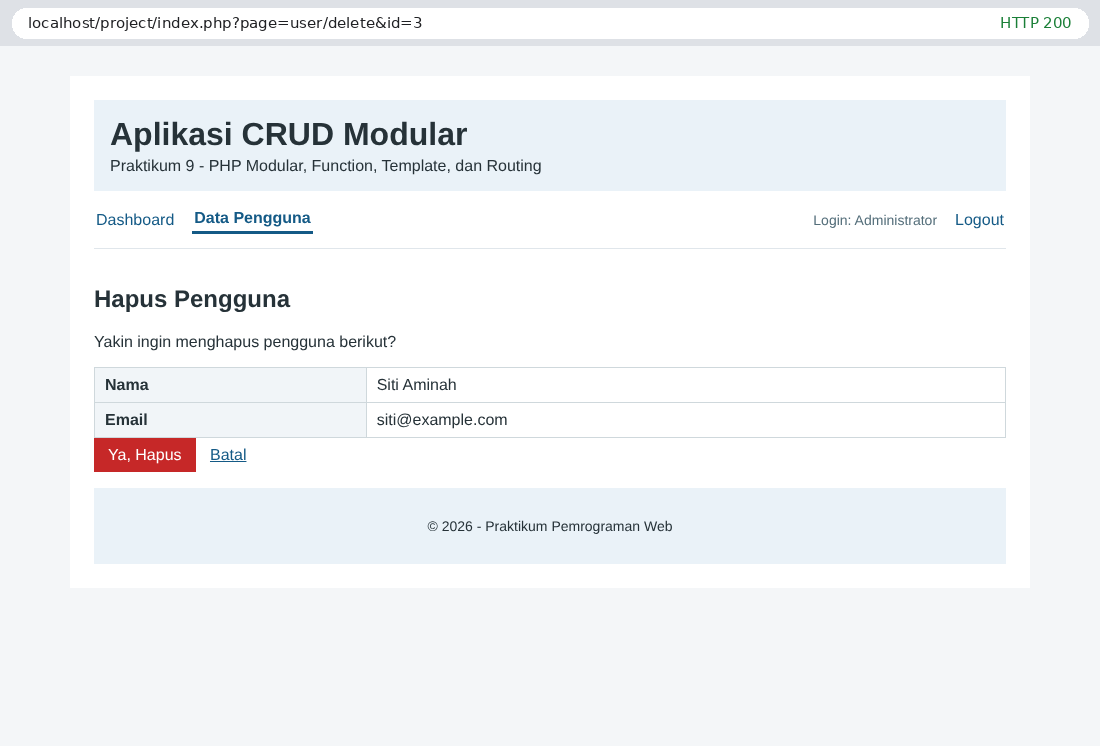 localhost/project/index.php?page=user/delete&id=3 HTTP 200
Aplikasi CRUD Modular
Praktikum 9 - PHP Modular, Function, Template, dan Routing
Dashboard Data Pengguna Login: Administrator Logout
Hapus Pengguna
Yakin ingin menghapus pengguna berikut?
Nama Siti Aminah
Email siti@example.com
Ya, Hapus Batal
© 2026 - Praktikum Pemrograman Web